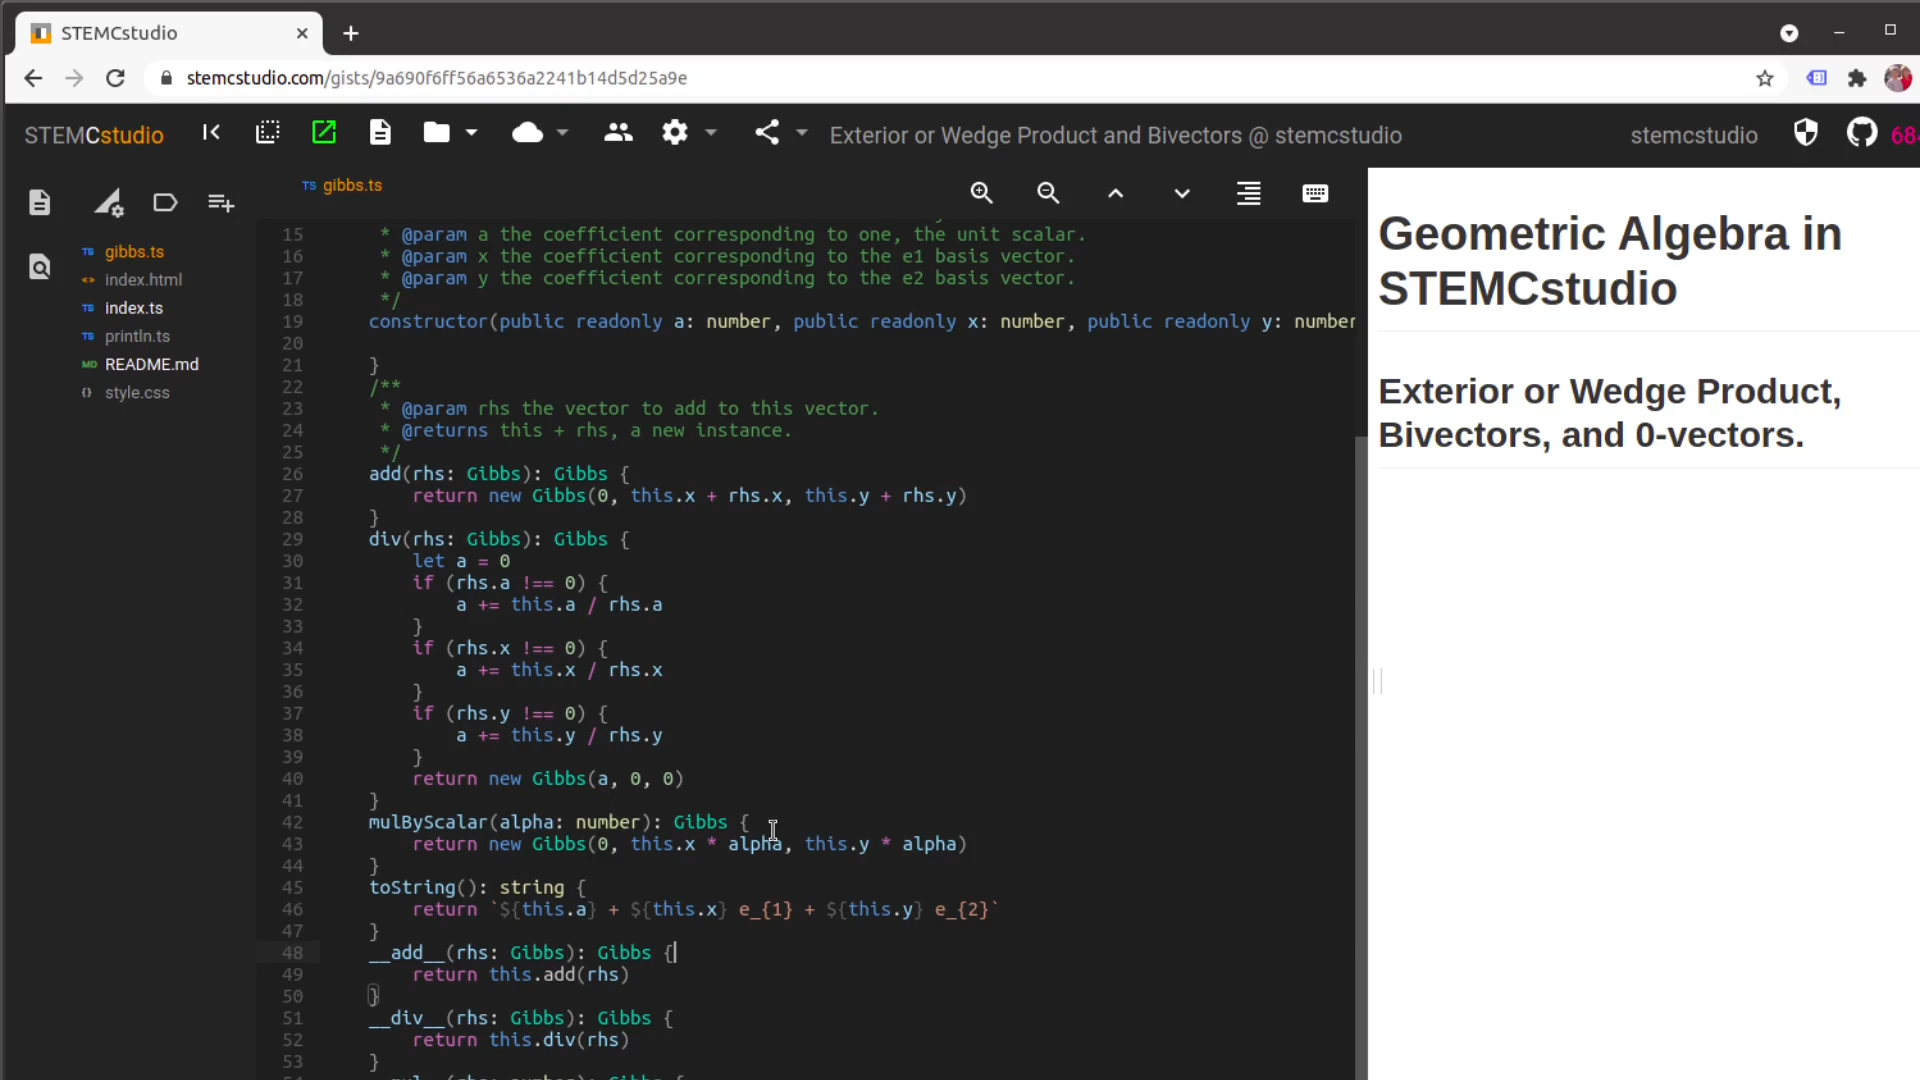 STEMCstudio
stemcstudio.com/gists/9a690f6ff56a6536a2241b14d5d25a9e
STEMCstudio
Exterior or Wedge Product and Bivectors @ stemcstudio
stemcstudio
68
TS gibbs.ts
TS gibbs.ts
<> index.html
TS index.ts
TS println.ts
MD README.md
{} style.css
15 * @param a the coefficient corresponding to one, the unit scalar.
16 * @param x the coefficient corresponding to the e1 basis vector.
17 * @param y the coefficient corresponding to the e2 basis vector.
18 */
19 constructor(public readonly a: number, public readonly x: number, public readonly y: number
20
21 }
22 /**
23 * @param rhs the vector to add to this vector.
24 * @returns this + rhs, a new instance.
25 */
26 add(rhs: Gibbs): Gibbs {
27 return new Gibbs(0, this.x + rhs.x, this.y + rhs.y)
28 }
29 div(rhs: Gibbs): Gibbs {
30 let a = 0
31 if (rhs.a !== 0) {
32 a += this.a / rhs.a
33 }
34 if (rhs.x !== 0) {
35 a += this.x / rhs.x
36 }
37 if (rhs.y !== 0) {
38 a += this.y / rhs.y
39 }
40 return new Gibbs(a, 0, 0)
41 }
42 mulByScalar(alpha: number): Gibbs {
43 return new Gibbs(0, this.x * alpha, this.y * alpha)
44 }
45 toString(): string {
46 return `${this.a} + ${this.x} e_{1} + ${this.y} e_{2}`
47 }
48 __add__(rhs: Gibbs): Gibbs {
49 return this.add(rhs)
50 }
51 __div__(rhs: Gibbs): Gibbs {
52 return this.div(rhs)
53 }
Geometric Algebra in
STEMCstudio
Exterior or Wedge Product,
Bivectors, and 0-vectors.